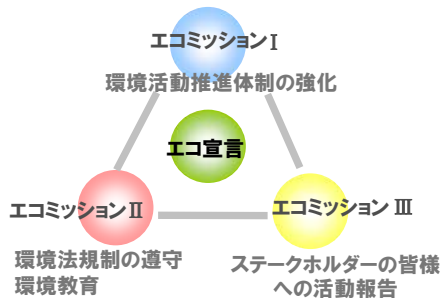 エコミッションⅠ
環境活動推進体制の強化
エコ宣言
エコミッションⅡ
環境法規制の遵守
環境教育
エコミッション Ⅲ
ステークホルダーの皆様
への活動報告